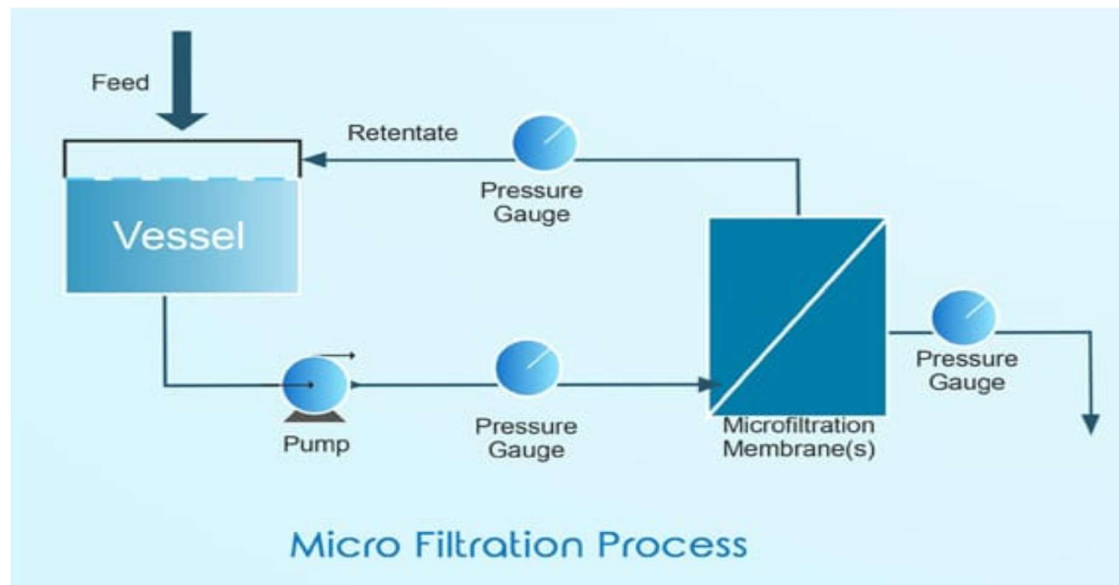 Feed
Retentate
Pressure
Gauge
Vessel
Pressure
Gauge
Pump
Pressure
Gauge
Microfiltration
Membrane(s)
Micro Filtration Process